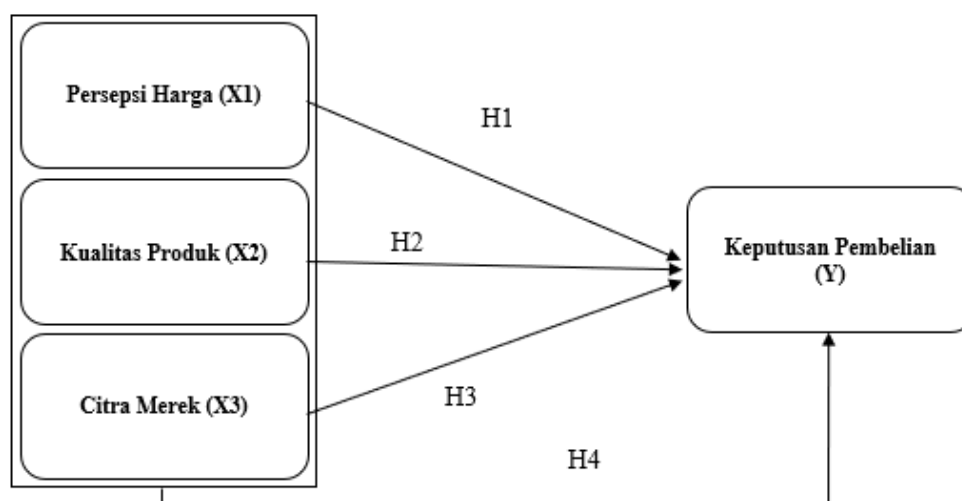 Persepsi Harga (X1)
H1
Kualitas Produk (X2)
H2
Keputusan Pembelian
(Y)
Citra Merek (X3)
H3
H4